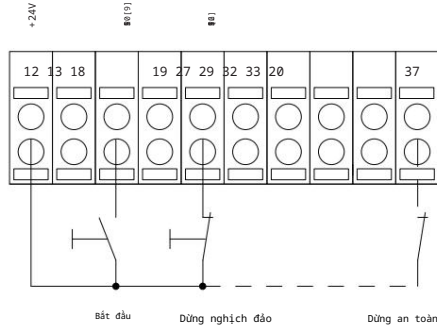 +24V
12 13 18 19 27 29 32 33 20 37
Bắt đầu
Dừng nghịch đảo
Dừng an toàn